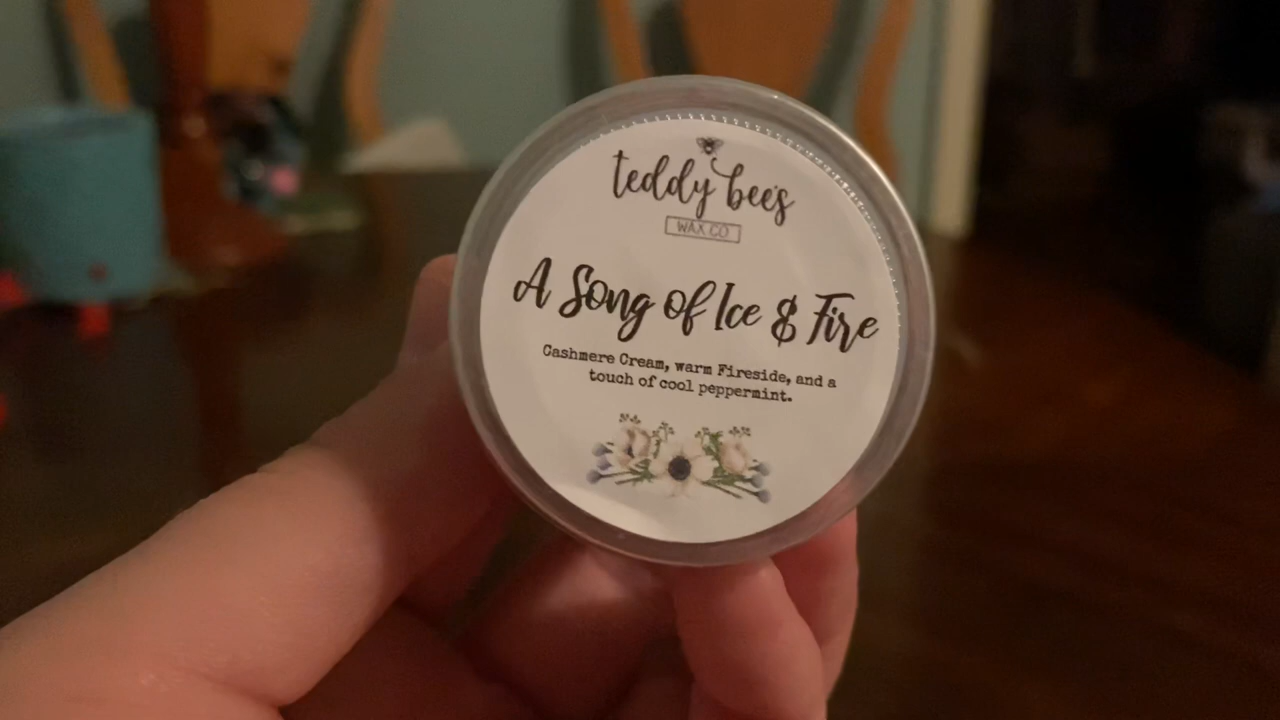 teddy bee's
WAX CO.
A Song of Ice & Fire
Cashmere Cream, warm Fireside, and a
touch of cool peppermint.